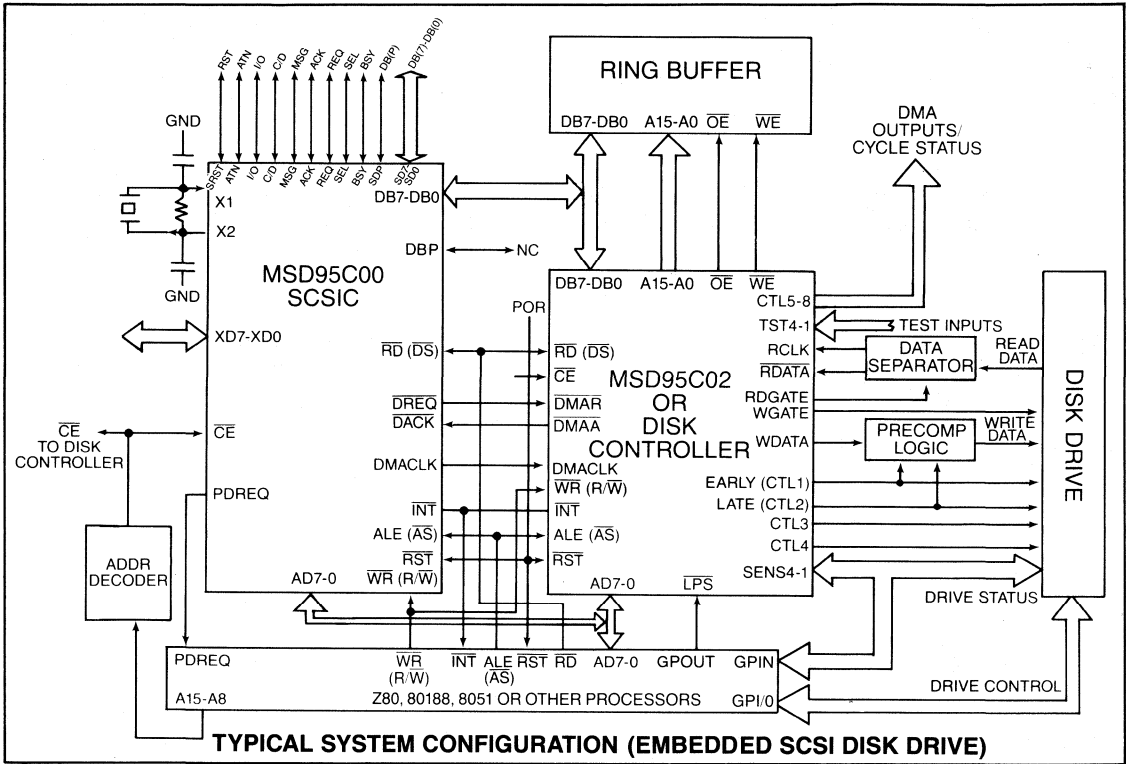 RST ATN I/O C/D MSG ACK REQ SEL BSY DB(P) DB(7)-DB(0)
GND
SRST ATN I/O C/D MSG ACK REQ SEL BSY SDP SD7-SD0
X1
X2
GND
DB7-DB0
DBP
NC
MSD95C00
SCSIC
XD7-XD0
RD (DS)
DREQ
DACK
CE
TO DISK
CONTROLLER
CE
DMACLK
PDREQ
INT
ALE (AS)
RST
AD7-0
WR (R/W)
ADDR
DECODER
RING BUFFER
DB7-DB0 A15-A0 OE WE
DMA
OUTPUTS/
CYCLE STATUS
DB7-DB0 A15-A0 OE WE
POR
CTL5-8
TST4-1
TEST INPUTS
RD (DS)
RCLK
DATA
SEPARATOR
READ
DATA
CE
RDATA
MSD95C02
OR
DISK
CONTROLLER
DMAR
RDGATE
WGATE
DMAA
WDATA
PRECOMP
LOGIC
WRITE
DATA
DMACLK
WR (R/W)
EARLY (CTL1)
INT
LATE (CTL2)
CTL3
ALE (AS)
CTL4
RST
SENS4-1
AD7-0
LPS
DISK DRIVE
DRIVE STATUS
PDREQ
WR
(R/W)
INT
ALE
(AS)
RST
RD
AD7-0
GPOUT
GPIN
A15-A8
Z80, 80188, 8051 OR OTHER PROCESSORS
GPI/0
DRIVE CONTROL
TYPICAL SYSTEM CONFIGURATION (EMBEDDED SCSI DISK DRIVE)